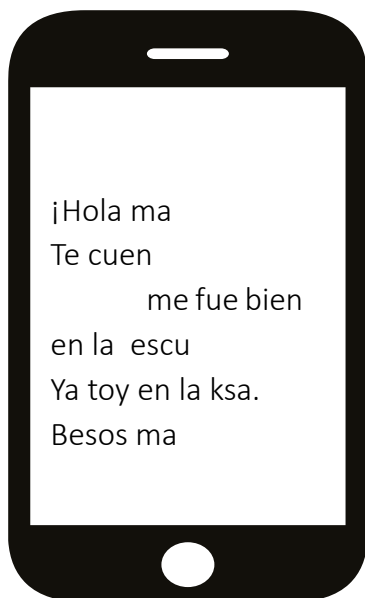 ¡Hola ma
Te cuen
me fue bien
en la escu
Ya toy en la ksa.
Besos ma